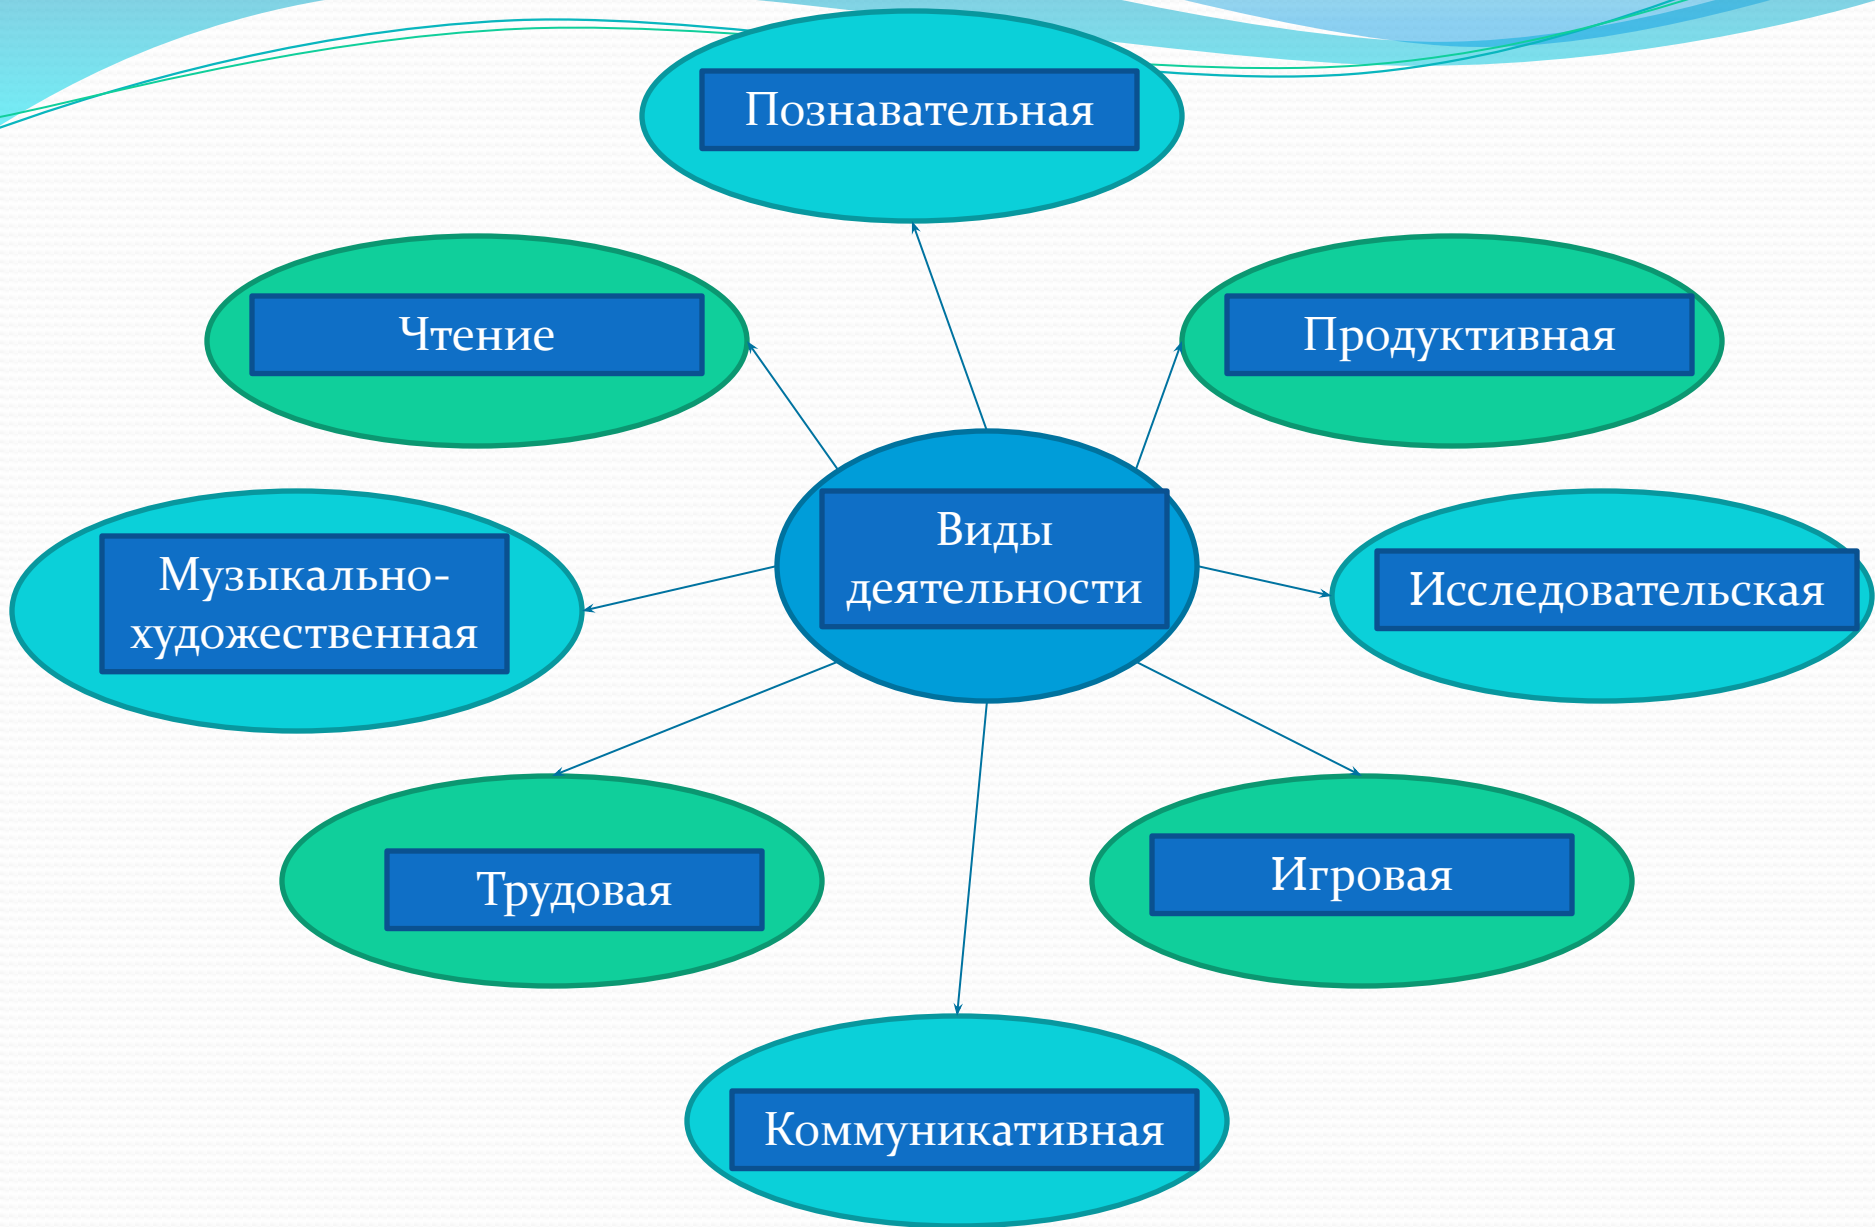 Познавательная
Чтение
Продуктивная
Виды
деятельности
Музыкально-
художественная
Исследовательская
Трудовая
Игровая
Коммуникативная